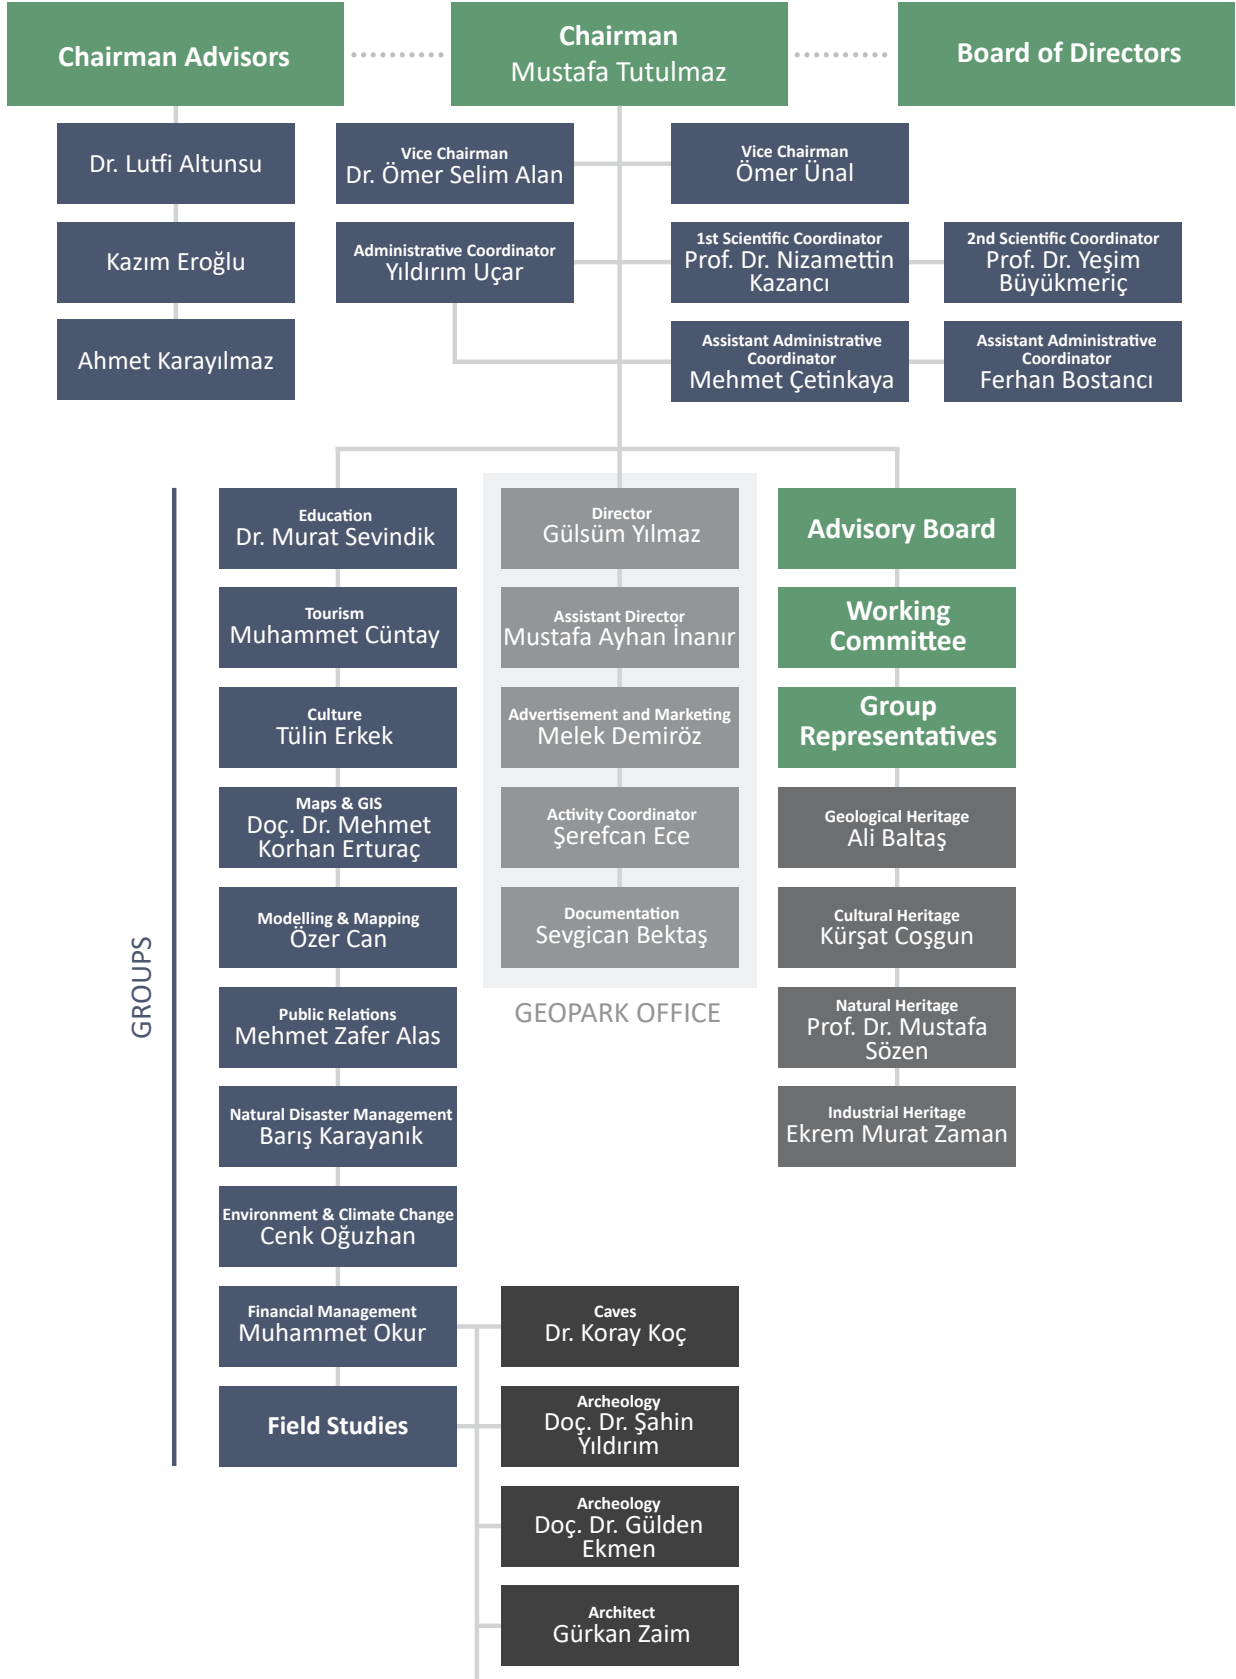 Chairman Advisors
Chairman
Mustafa Tutulmaz
Board of Directors
Dr. Lutfi Altunsu
Kazım Eroğlu
Ahmet Karayılmaz
Vice Chairman
Dr. Ömer Selim Alan
Vice Chairman
Ömer Ünal
Administrative Coordinator
Yıldırım Uçar
1st Scientific Coordinator
Prof. Dr. Nizamettin
Kazancı
2nd Scientific Coordinator
Prof. Dr. Yeşim
Büyükmeriç
Assistant Administrative
Coordinator
Mehmet Çetinkaya
Assistant Administrative
Coordinator
Ferhan Bostancı
GROUPS
Education
Dr. Murat Sevindik
Tourism
Muhammet Cüntay
Culture
Tülin Erkek
Maps & GIS
Doç. Dr. Mehmet
Korhan Erturaç
Modelling & Mapping
Özer Can
Public Relations
Mehmet Zafer Alas
Natural Disaster Management
Barış Karayanık
Environment & Climate Change
Cenk Oğuzhan
Financial Management
Muhammet Okur
Field Studies
Director
Gülsüm Yılmaz
Assistant Director
Mustafa Ayhan İnanır
Advertisement and Marketing
Melek Demiröz
Activity Coordinator
Şerefcan Ece
Documentation
Sevgican Bektaş
GEOPARK OFFICE
Advisory Board
Working
Committee
Group
Representatives
Geological Heritage
Ali Baltaş
Cultural Heritage
Kürşat Coşgun
Natural Heritage
Prof. Dr. Mustafa
Sözen
Industrial Heritage
Ekrem Murat Zaman
Caves
Dr. Koray Koç
Archeology
Doç. Dr. Şahin
Yıldırım
Archeology
Doç. Dr. Gülden
Ekmen
Architect
Gürkan Zaim